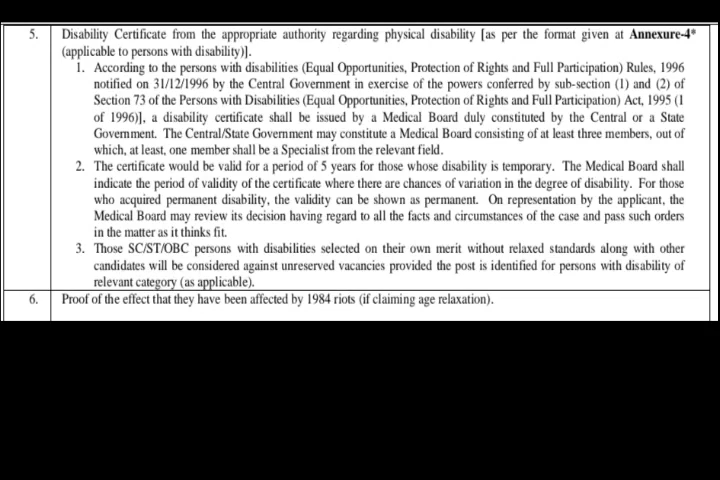 5. Disability Certificate from the appropriate authority regarding physical disability [as per the format given at Annexure-4*
(applicable to persons with disability)].
1. According to the persons with disabilities (Equal Opportunities, Protection of Rights and Full Participation) Rules, 1996
notified on 31/12/1996 by the Central Government in exercise of the powers conferred by sub-section (1) and (2) of
Section 73 of the Persons with Disabilities (Equal Opportunities, Protection of Rights and Full Participation) Act, 1995 (1
of 1996)], a disability certificate shall be issued by a Medical Board duly constituted by the Central or a State
Government. The Central/State Government may constitute a Medical Board consisting of at least three members, out of
which, at least, one member shall be a Specialist from the relevant field.
2. The certificate would be valid for a period of 5 years for those whose disability is temporary. The Medical Board shall
indicate the period of validity of the certificate where there are chances of variation in the degree of disability. For those
who acquired permanent disability, the validity can be shown as permanent. On representation by the applicant, the
Medical Board may review its decision having regard to all the facts and circumstances of the case and pass such orders
in the matter as it thinks fit.
3. Those SC/ST/OBC persons with disabilities selected on their own merit without relaxed standards along with other
candidates will be considered against unreserved vacancies provided the post is identified for persons with disability of
relevant category (as applicable).
6. Proof of the effect that they have been affected by 1984 riots (if claiming age relaxation).